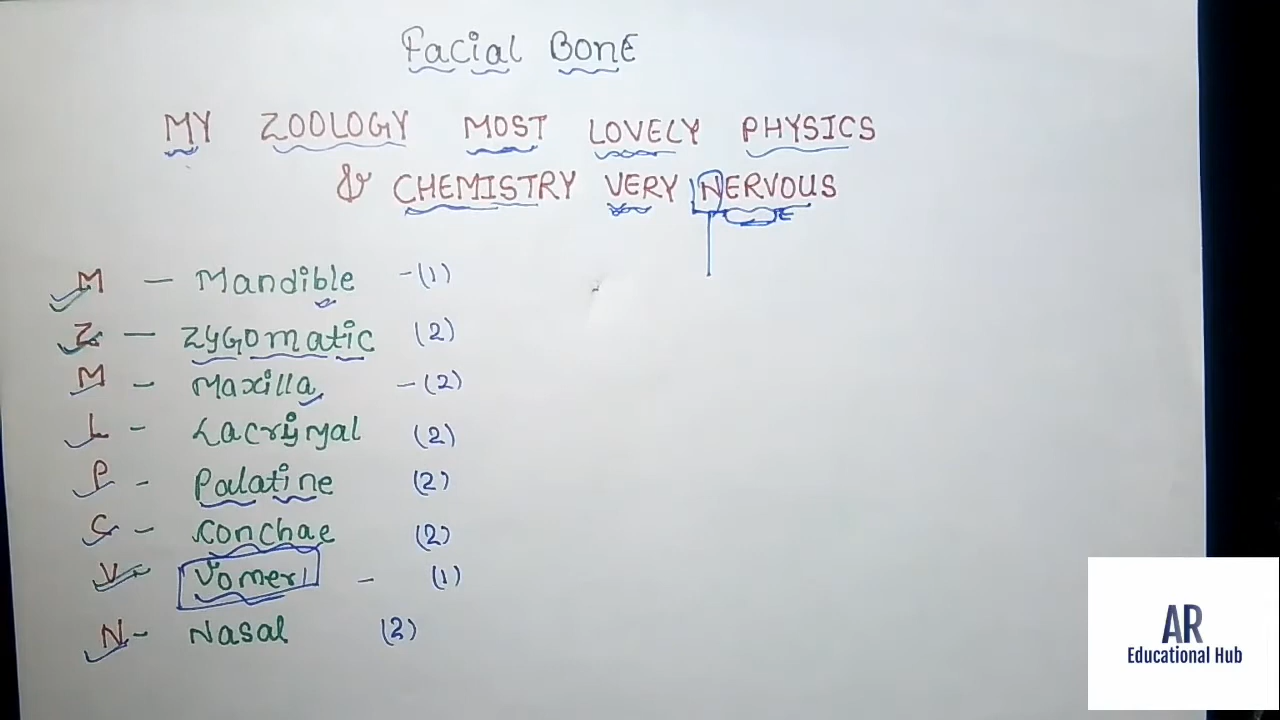 Facial BonE
MY ZOOLOGY MOST LOVELY PHYSICS
& CHEMISTRY VERY NERVOUS
M - Mandible - (1)
Z - ZYGOmatic (2)
M - Maxilla - (2)
L - Lacrymal (2)
P - Palatine (2)
C - Conchae (2)
V - Vomer - (1)
N - Nasal (2)
AR
Educational Hub